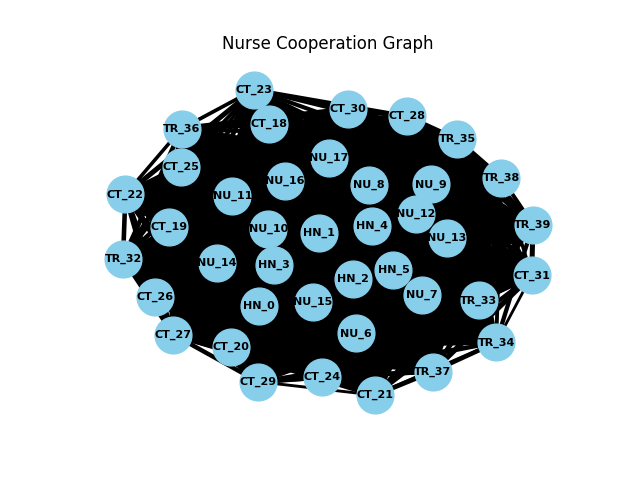 Nurse Cooperation Graph
CT_23
CT_30
CT_28
CT_18
TR_36
TR_35
NU_17
CT_25
TR_38
NU_16
NU_8
NU_9
CT_22
NU_11
NU_12
TR_39
HN_4
CT_19
NU_10
HN_1
NU_13
TR_32
NU_14
HN_3
HN_5
CT_31
HN_2
NU_7
CT_26
TR_33
NU_15
HN_0
NU_6
CT_27
TR_34
CT_20
TR_37
CT_24
CT_29
CT_21